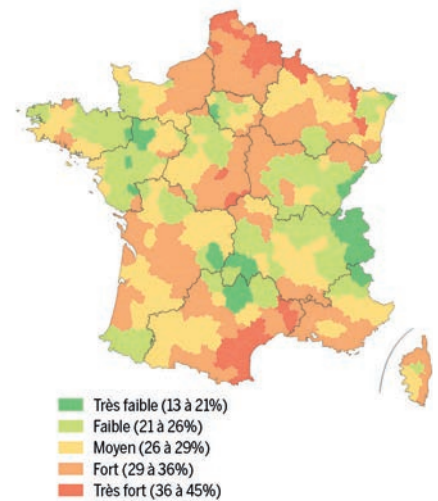 Très faible (13 à 21%)
Faible (21 à 26%)
Moyen (26 à 29%)
Fort (29 à 36%)
Très fort (36 à 45%)